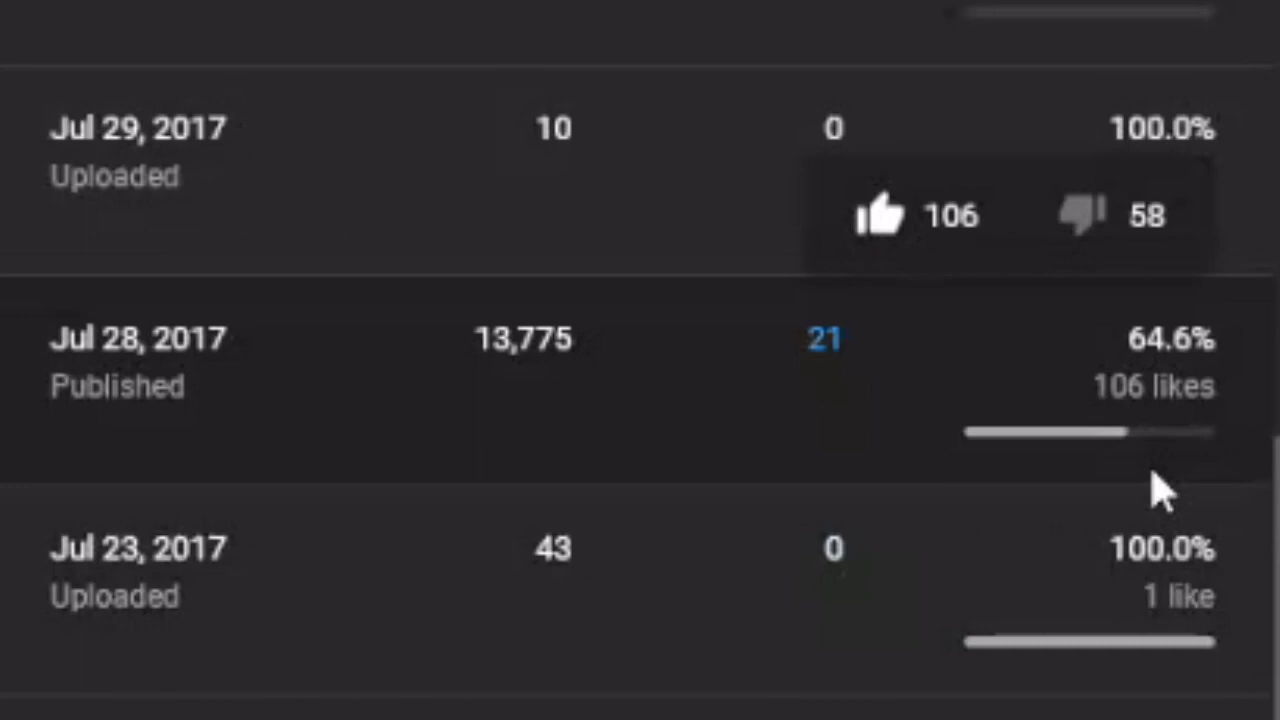 Jul 29, 2017 10 0 100.0%
Uploaded
106 58
Jul 28, 2017 13,775 21 64.6%
Published 106 likes
Jul 23, 2017 43 0 100.0%
Uploaded 1 like